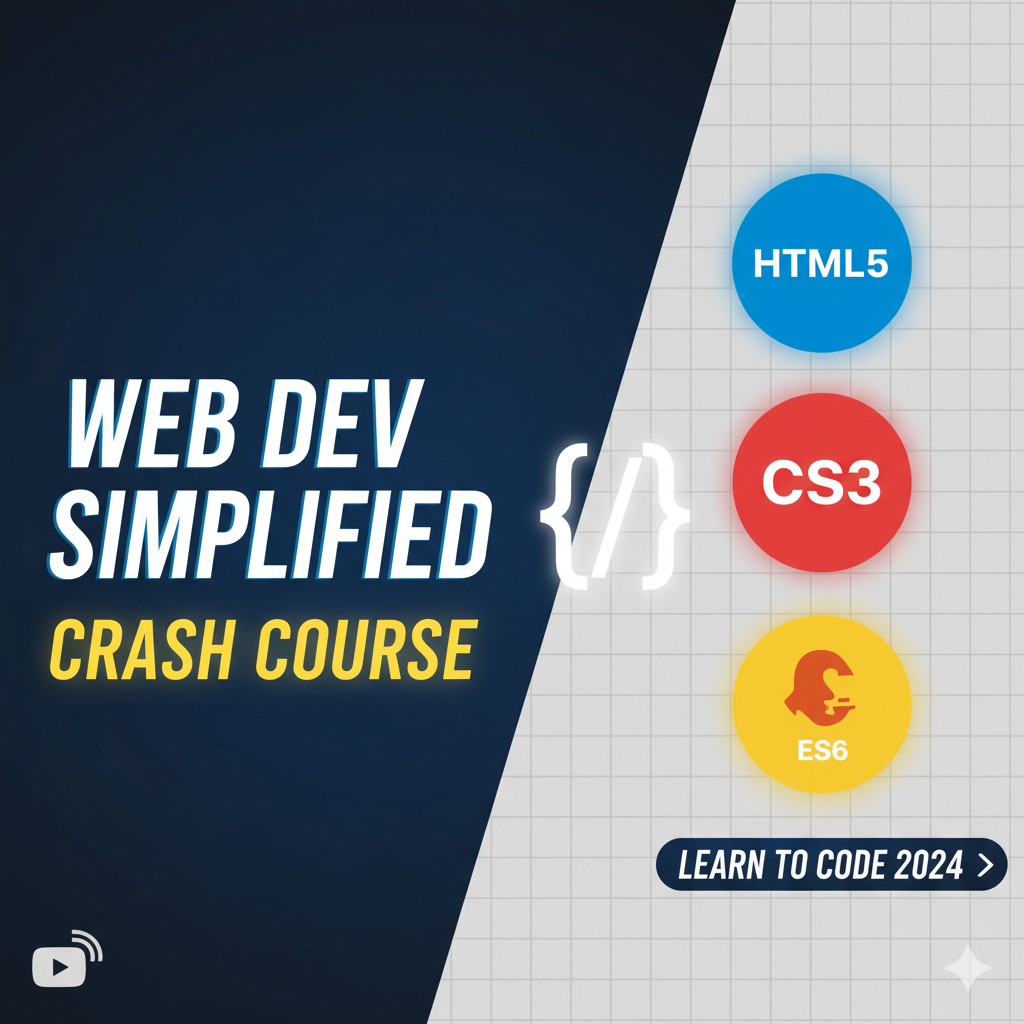 WEB DEV
SIMPLIFIED
CRASH COURSE
{/}
HTML5
CS3
ES6
LEARN TO CODE 2024 >